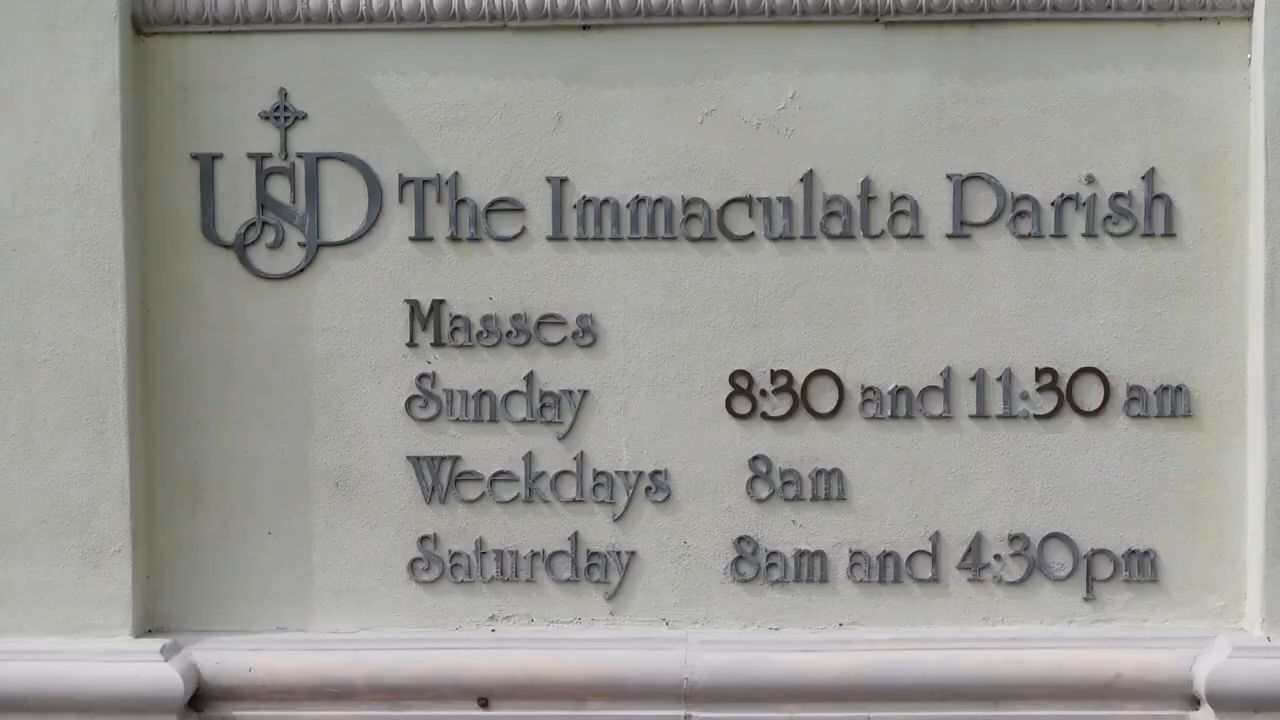 USD The Immaculata Parish
Masses
Sunday 8:30 and 11:30 am
Weekdays 8am
Saturday 8am and 4:30pm